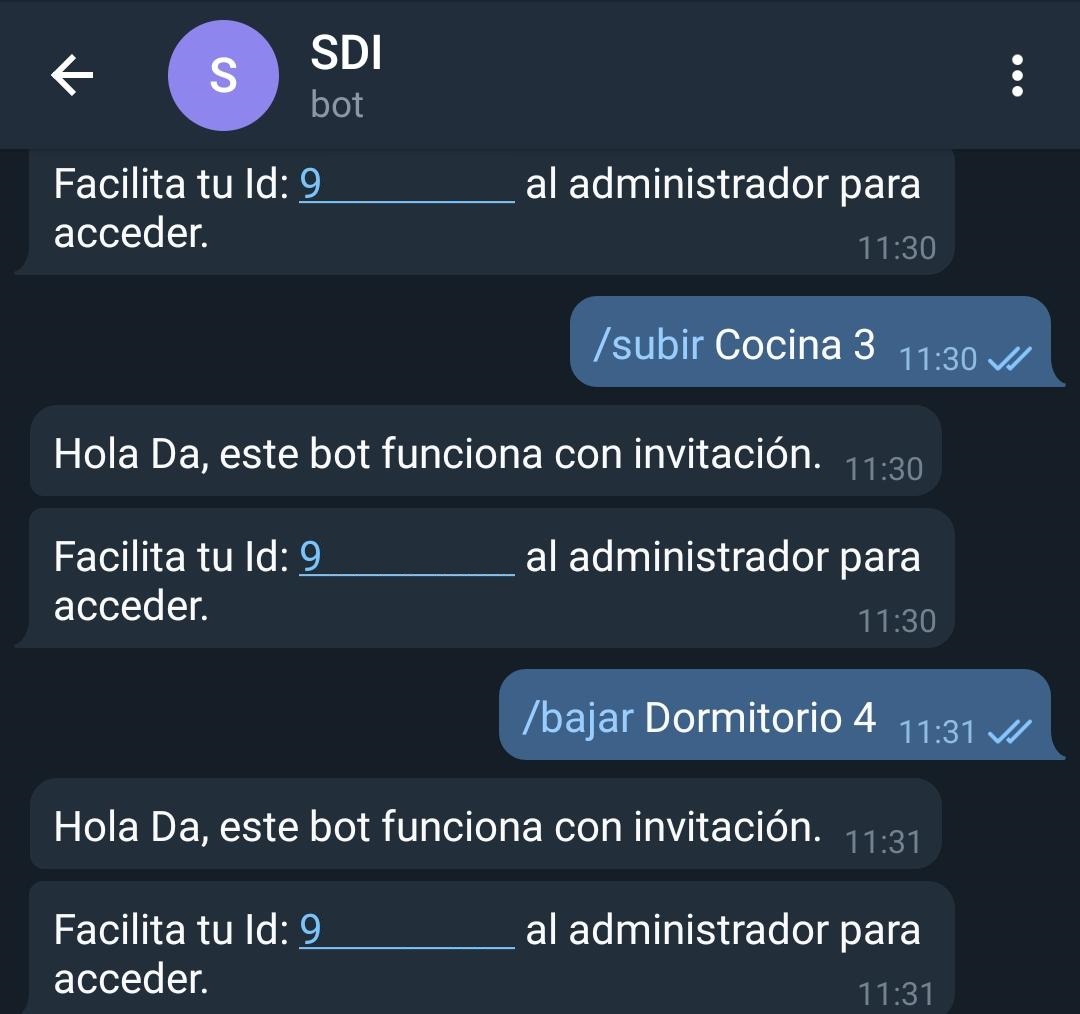 S
SDI
bot
Facilita tu Id: 9 al administrador para
acceder.
11:30
/subir Cocina 3 11:30
Hola Da, este bot funciona con invitación. 11:30
Facilita tu Id: 9 al administrador para
acceder.
11:30
/bajar Dormitorio 4 11:31
Hola Da, este bot funciona con invitación. 11:31
Facilita tu Id: 9 al administrador para
acceder.
11:31